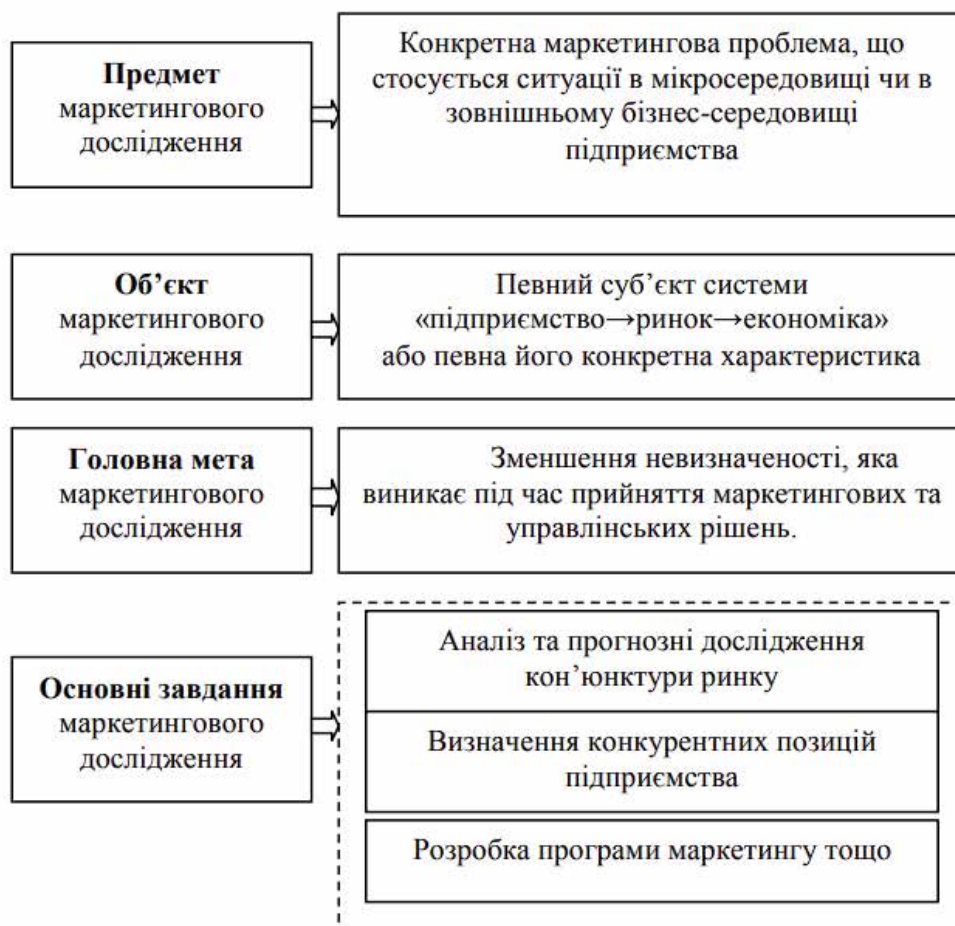 Предмет
маркетингового
дослідження
Конкретна маркетингова проблема, що
стосується ситуації в мікросередовищі чи в
зовнішньому бізнес-середовищі
підприємства
Об’єкт
маркетингового
дослідження
Певний суб’єкт системи
«підприємство→ринок→економіка»
або певна його конкретна характеристика
Головна мета
маркетингового
дослідження
Зменшення невизначеності, яка
виникає під час прийняття маркетингових та
управлінських рішень.
Основні завдання
маркетингового
дослідження
Аналіз та прогнозні дослідження
кон’юнктури ринку
Визначення конкурентних позицій
підприємства
Розробка програми маркетингу тощо